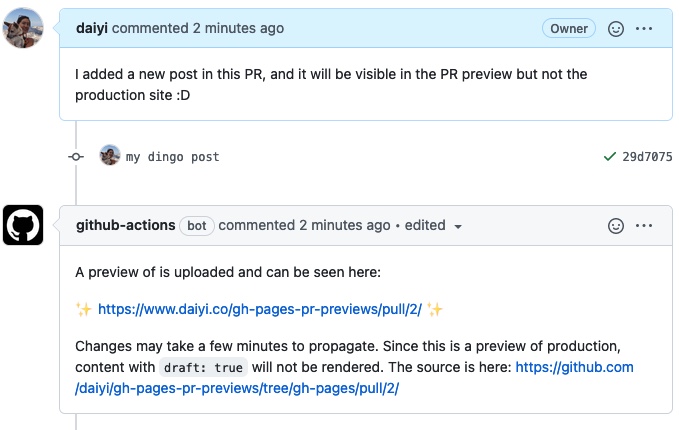 daiyi commented 2 minutes ago Owner
I added a new post in this PR, and it will be visible in the PR preview but not the
production site :D
my dingo post 29d7075
github-actions bot commented 2 minutes ago • edited
A preview of is uploaded and can be seen here:
✨ https://www.daiyi.co/gh-pages-pr-previews/pull/2/ ✨
Changes may take a few minutes to propagate. Since this is a preview of production,
content with draft: true will not be rendered. The source is here: https://github.com
/daiyi/gh-pages-pr-previews/tree/gh-pages/pull/2/